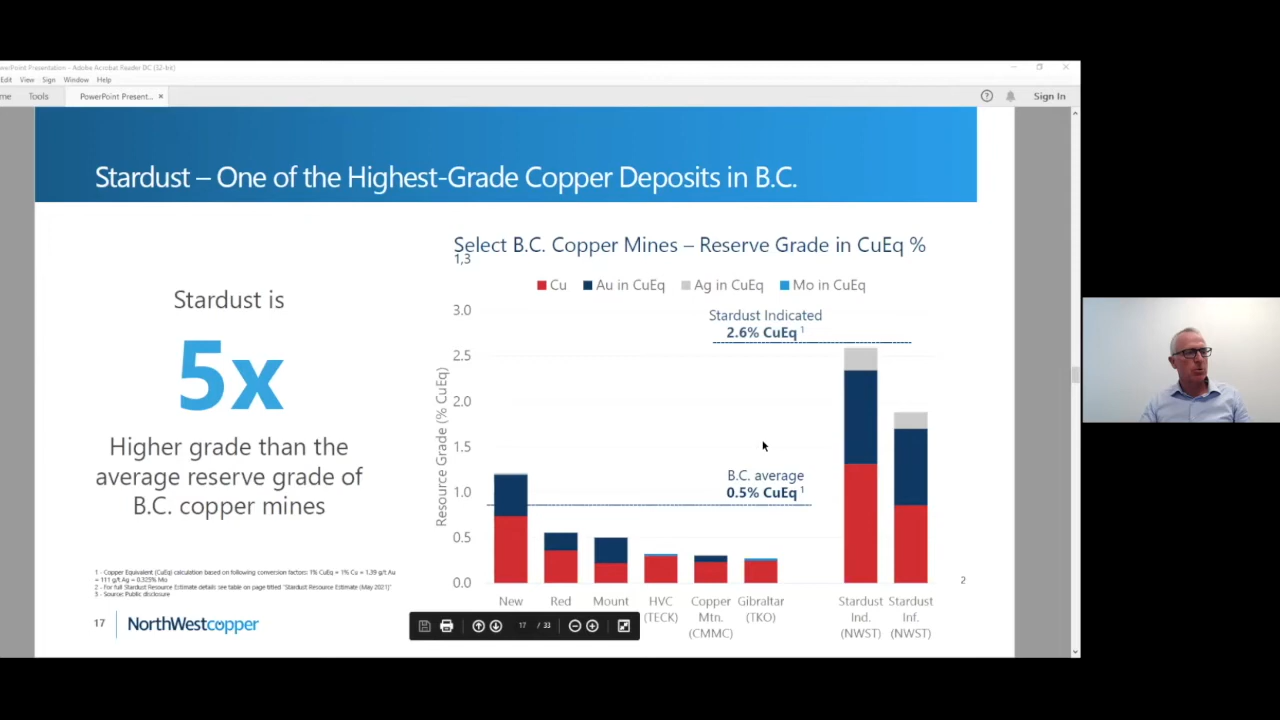 PowerPoint Presentation - Adobe Acrobat Reader DC (32-bit)
Edit View Sign Window Help
Tools
PowerPoint Present... ×
Sign In
Stardust – One of the Highest-Grade Copper Deposits in B.C.
Stardust is
5x
Higher grade than the
average reserve grade of
B.C. copper mines
Select B.C. Copper Mines – Reserve Grade in CuEq %
1,3
Cu Au in CuEq Ag in CuEq Mo in CuEq
Resource Grade (% CuEq)
3.0
2.5
2.0
1.5
1.0
0.5
0.0
Stardust Indicated
2.6% CuEq 1
B.C. average
0.5% CuEq 1
New Red Mount HVC (TECK) Copper Mtn. (CMMC) Gibraltar (TKO) Stardust Ind. (NWST) Stardust Inf. (NWST)
2
1 - Copper Equivalent (CuEq) calculation based on following conversion factors: 1% CuEq = 1% Cu = 1.39 g/t Au
= 111 g/t Ag = 0.325% Mo
2 - For full Stardust Resource Estimate details see table on page titled "Stardust Resource Estimate (May 2021)"
3 - Source: Public disclosure
17 NorthWestcopper
17 / 33